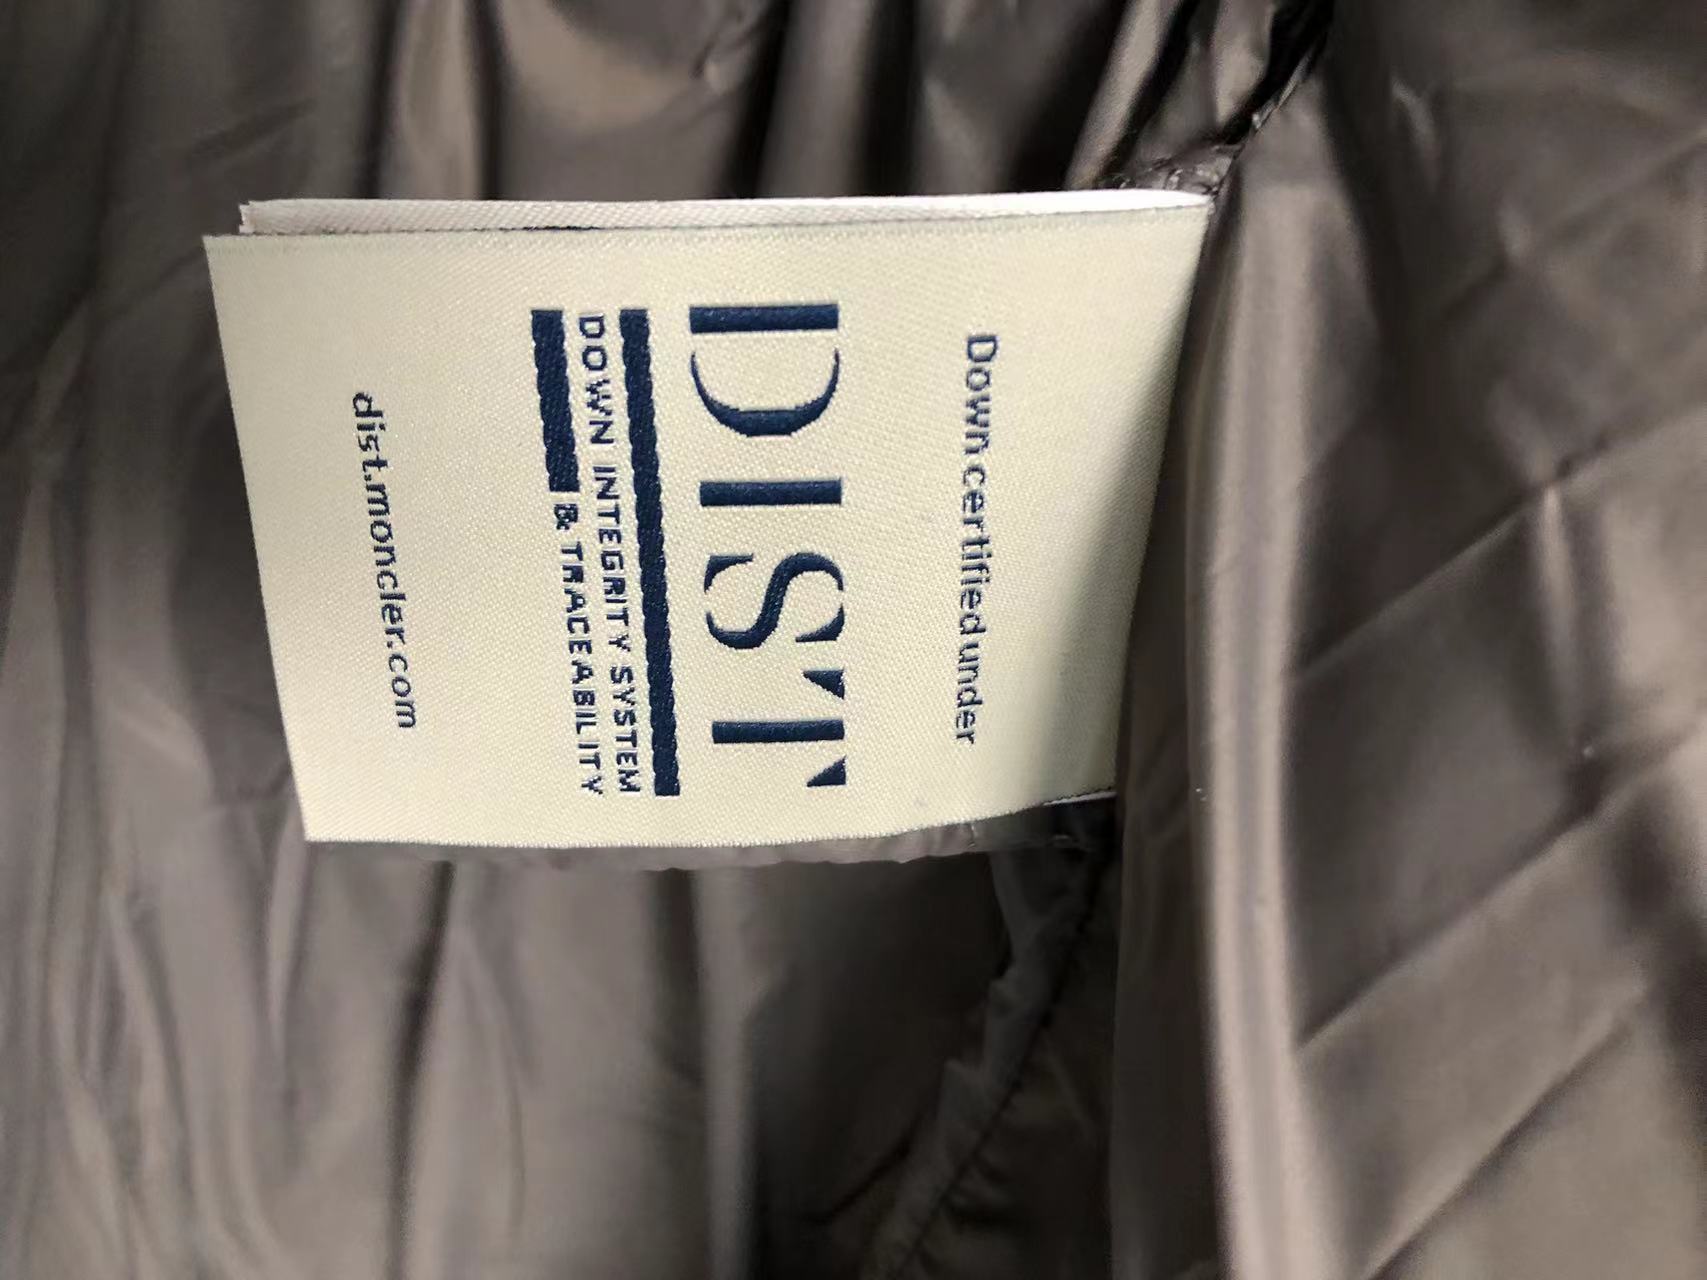 Down certified under
DIST
DOWN INTEGRITY SYSTEM
& TRACEABILITY
dist.moncler.com